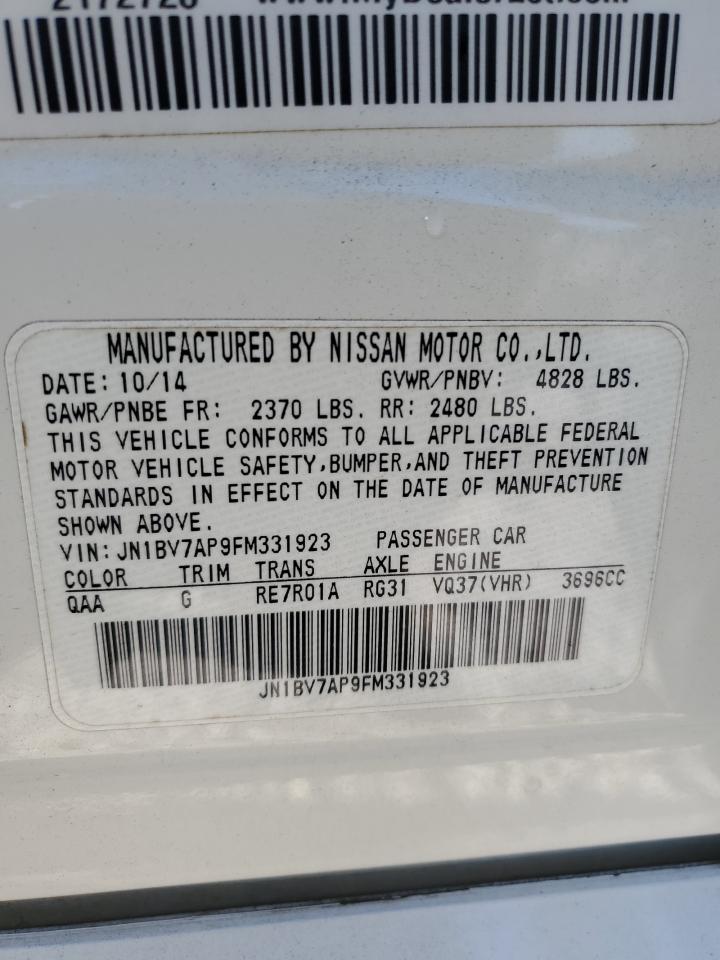 MANUFACTURED BY NISSAN MOTOR CO.,LTD.
DATE: 10/14 GVWR/PNBV: 4828 LBS.
GAWR/PNBE FR: 2370 LBS. RR: 2480 LBS.
THIS VEHICLE CONFORMS TO ALL APPLICABLE FEDERAL
MOTOR VEHICLE SAFETY,BUMPER,AND THEFT PREVENTION
STANDARDS IN EFFECT ON THE DATE OF MANUFACTURE
SHOWN ABOVE.
VIN: JN1BV7AP9FM331923 PASSENGER CAR
COLOR TRIM TRANS AXLE ENGINE
QAA G RE7R01A RG31 VQ37(VHR) 3696CC
JN1BV7AP9FM331923